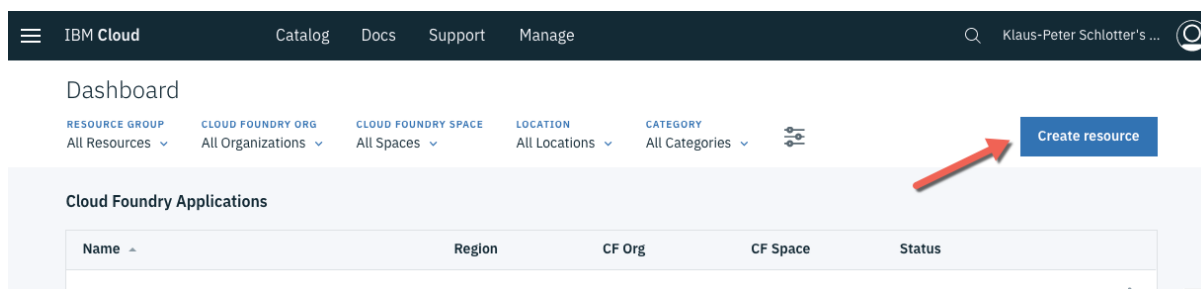 IBM Cloud Catalog Docs Support Manage Klaus-Peter Schlotter's ...
Dashboard
RESOURCE GROUP CLOUD FOUNDRY ORG CLOUD FOUNDRY SPACE LOCATION CATEGORY
All Resources All Organizations All Spaces All Locations All Categories
Create resource
Cloud Foundry Applications
Name Region CF Org CF Space Status